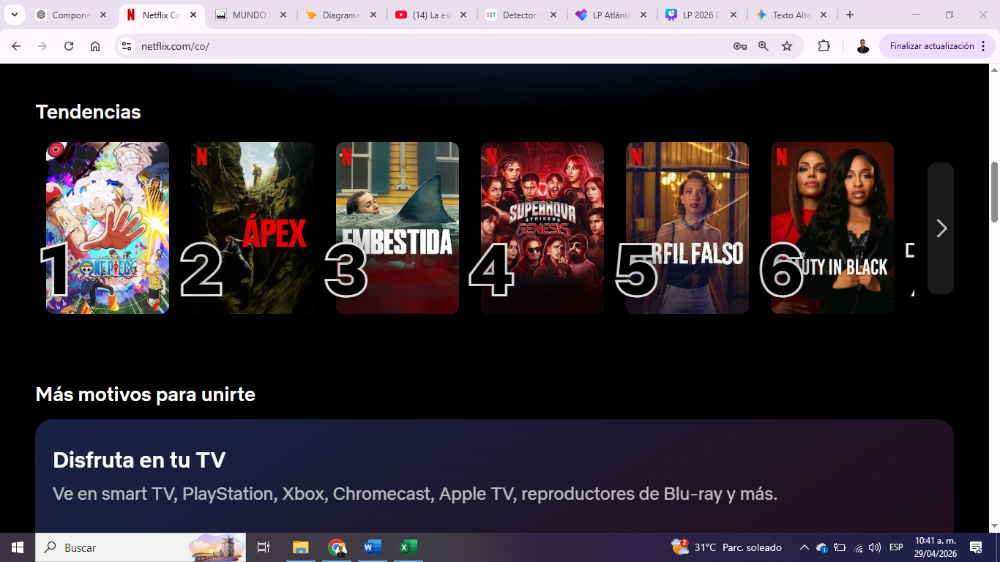 Compone
Netflix Co
MUNDO
Diagrama
(14) La es
Detector
LP Atlánti
LP 2026
Texto Alte
netflix.com/co/
Finalizar actualización
Tendencias
ONE PIECE
ÁPEX
EMBESTIDA
SUPERNOVA
STRIKERS
GENESIS
RFIL FALSO
UTY IN BLACK
1
2
3
4
5
6
Más motivos para unirte
Disfruta en tu TV
Ve en smart TV, PlayStation, Xbox, Chromecast, Apple TV, reproductores de Blu-ray y más.
Buscar
2
31°C Parc. soleado
ESP
10:41 a. m.
29/04/2026